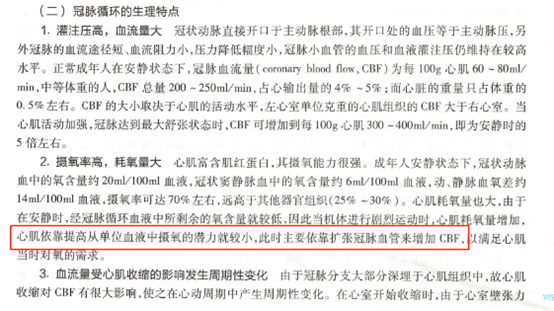 （二）冠脉循环的生理特点
1. 灌注压高，血流量大　冠状动脉直接开口于主动脉根部,其开口处的血压等于主动脉压,另
外冠脉的血流途径短、血流阻力小,压力降低幅度小,冠脉小血管的血压和血液灌注压仍维持在较高
水平。正常成年人在安静状态下,冠脉血流量(coronary blood flow,CBF)为每100g心肌60～80ml/
min,中等体重的人,CBF总量200～250ml/min,占心输出量的4%～5%；而心脏的重量只占体重的
0.5%左右。CBF的大小取决于心肌的活动水平,左心室单位克重的心肌组织的CBF大于右心室。当
心肌活动加强,冠脉达到最大舒张状态时,CBF可增加到每100g心肌300～400ml/min,即为安静时的
5倍左右。
2. 摄氧率高，耗氧量大　心肌富含肌红蛋白,其摄氧能力很强。成年人安静状态下,冠状动脉
血中的氧含量约20ml/100ml血液,冠状窦静脉血中的氧含量约6ml/100ml血液,动、静脉血氧差约
14ml/100ml血液,摄氧率可达70%左右,远高于其他器官组织(25%～30%)。心肌耗氧量也大,由于
在安静时,经冠脉循环血液中所剩余的氧含量就较低,因此当机体进行剧烈运动时,心肌耗氧量增加,
心肌依靠提高从单位血液中摄氧的潜力就较小,此时主要依靠扩张冠脉血管来增加CBF,以满足心肌
当时对氧的需求。
3. 血流量受心肌收缩的影响发生周期性变化　由于冠脉分支大部分深埋于心肌组织中,故心肌
收缩对CBF有很大影响,使之在心动周期中产生周期性变化。在心室开始收缩时,由于心室壁张力